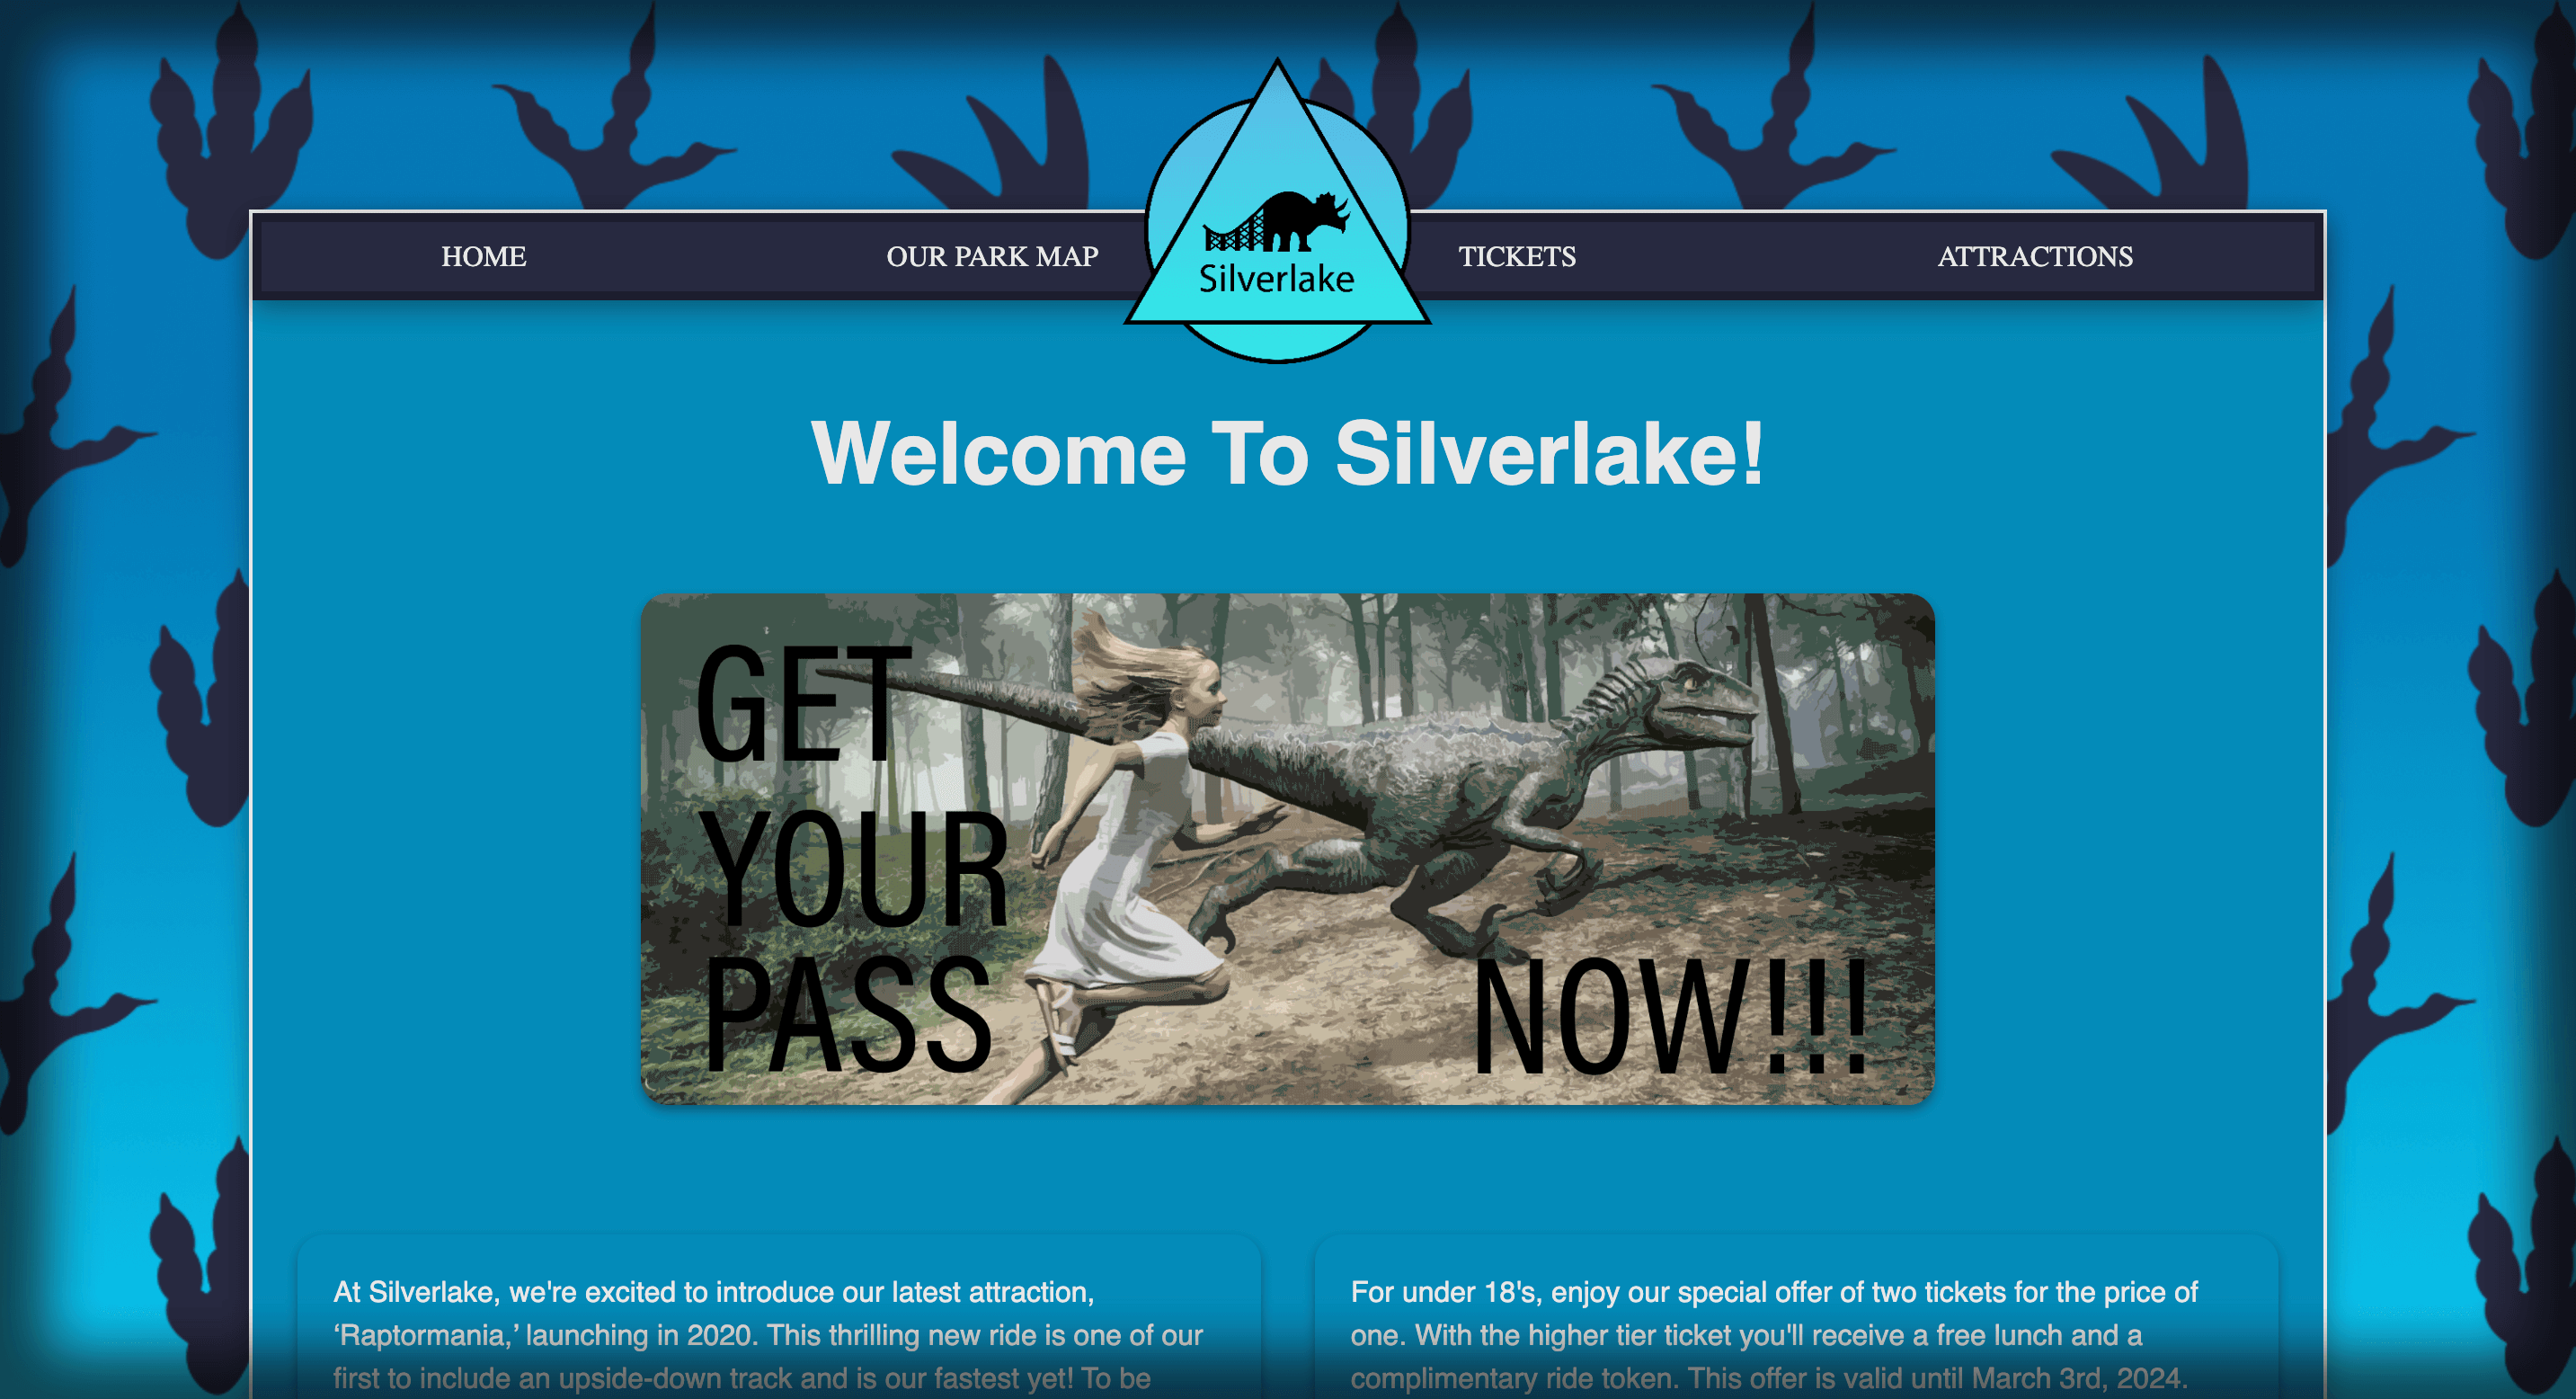 HOME
OUR PARK MAP
TICKETS
ATTRACTIONS
Silverlake
Welcome To Silverlake!
GET
YOUR
PASS
NOW!!!
At Silverlake, we're excited to introduce our latest attraction,
‘Raptormania,’ launching in 2020. This thrilling new ride is one of our
first to include an upside-down track and is our fastest yet! To be
For under 18's, enjoy our special offer of two tickets for the price of
one. With the higher tier ticket you'll receive a free lunch and a
complimentary ride token. This offer is valid until March 3rd, 2024.